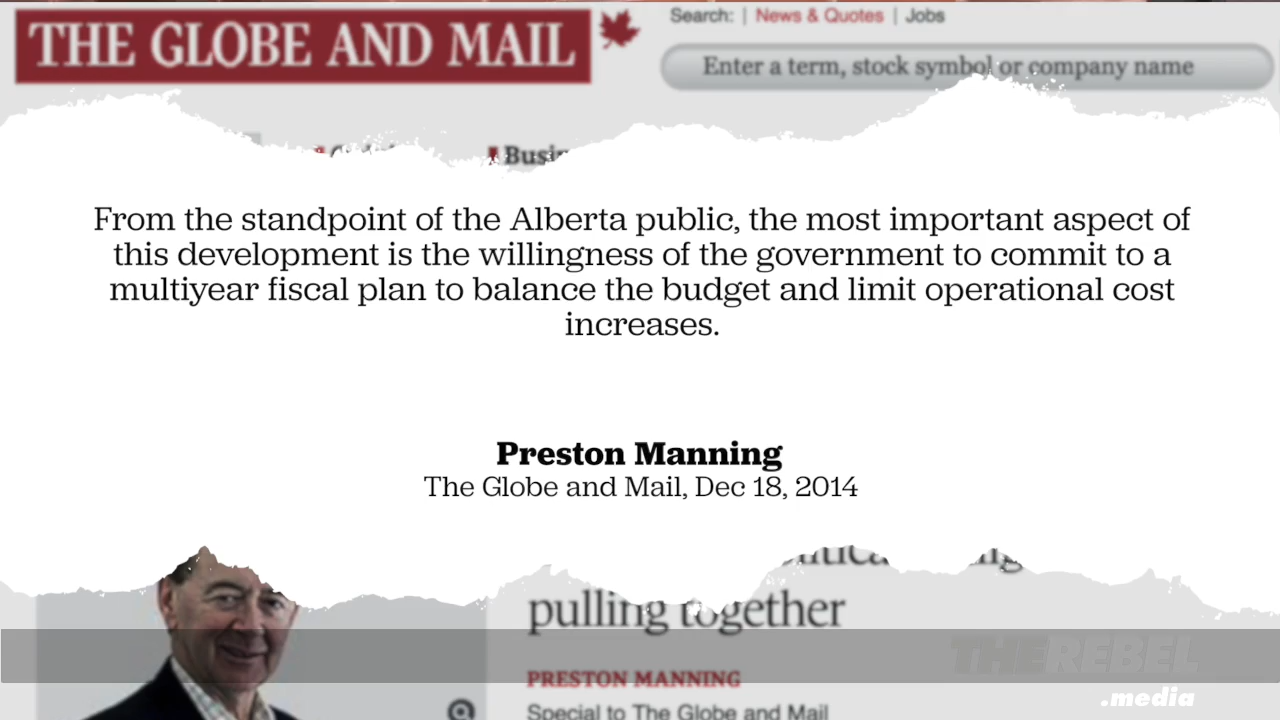 THE GLOBE AND MAIL
Search: | News & Quotes | Jobs
Enter a term, stock symbol or company name
From the standpoint of the Alberta public, the most important aspect of
this development is the willingness of the government to commit to a
multiyear fiscal plan to balance the budget and limit operational cost
increases.
Preston Manning
The Globe and Mail, Dec 18, 2014
pulling together
PRESTON MANNING
Special to The Globe and Mail
THEREBEL
.media